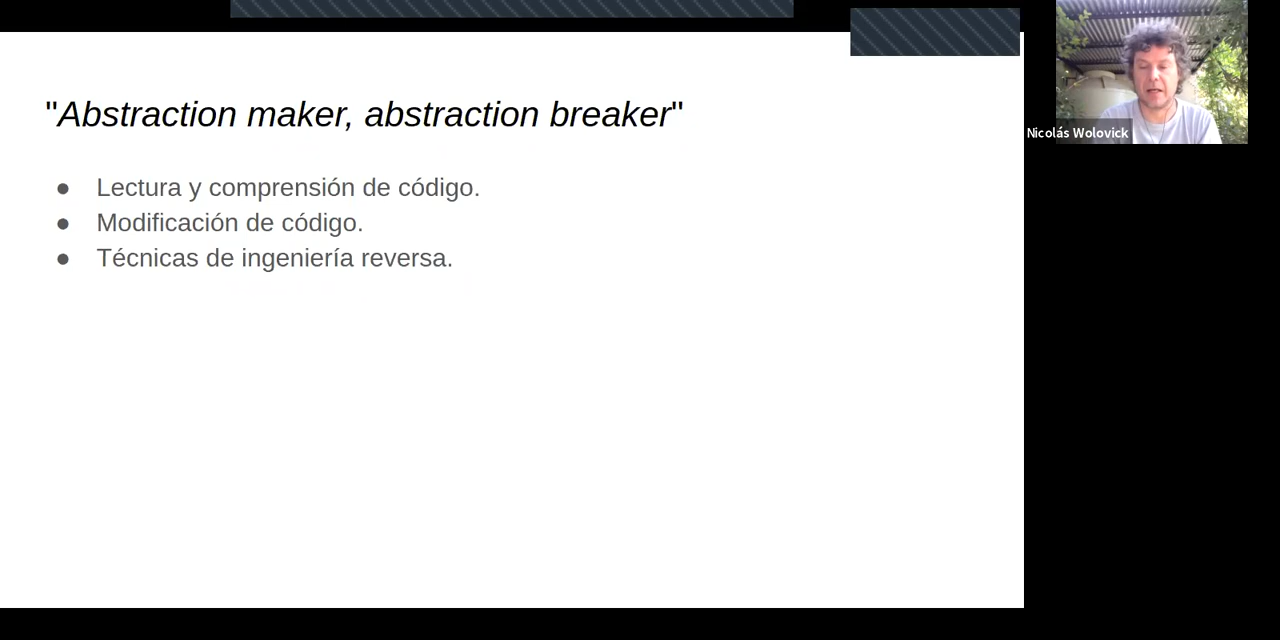 "Abstraction maker, abstraction breaker"
● Lectura y comprensión de código.
● Modificación de código.
● Técnicas de ingeniería reversa.
Nicolás Wolovick